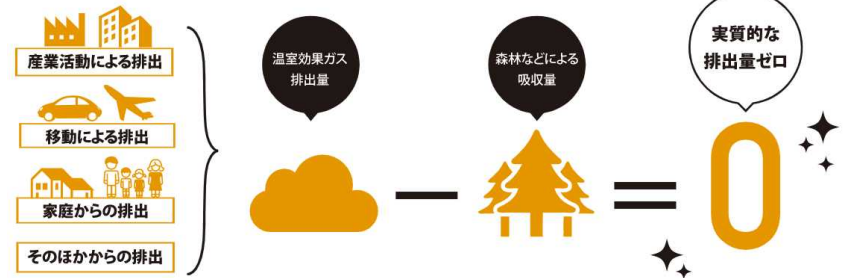 産業活動による排出
移動による排出
家庭からの排出
そのほかからの排出
温室効果ガス
排出量
森林などによる
吸収量
実質的な
排出量ゼロ
0